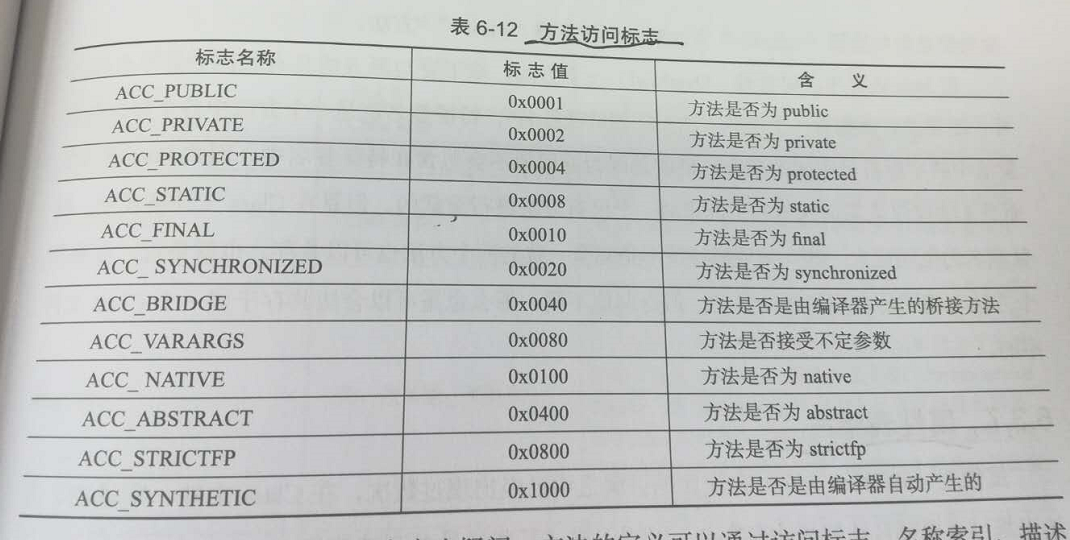 表 6-12 方法访问标志
标志名称 标志值 含义
ACC_PUBLIC 0x0001 方法是否为 public
ACC_PRIVATE 0x0002 方法是否为 private
ACC_PROTECTED 0x0004 方法是否为 protected
ACC_STATIC 0x0008 方法是否为 static
ACC_FINAL 0x0010 方法是否为 final
ACC_ SYNCHRONIZED 0x0020 方法是否为 synchronized
ACC_BRIDGE 0x0040 方法是否是由编译器产生的桥接方法
ACC_VARARGS 0x0080 方法是否接受不定参数
ACC_ NATIVE 0x0100 方法是否为 native
ACC_ABSTRACT 0x0400 方法是否为 abstract
ACC_STRICTFP 0x0800 方法是否为 strictfp
ACC_SYNTHETIC 0x1000 方法是否是由编译器自动产生的
方法的定义可以通过访问标志、名称索引、描述